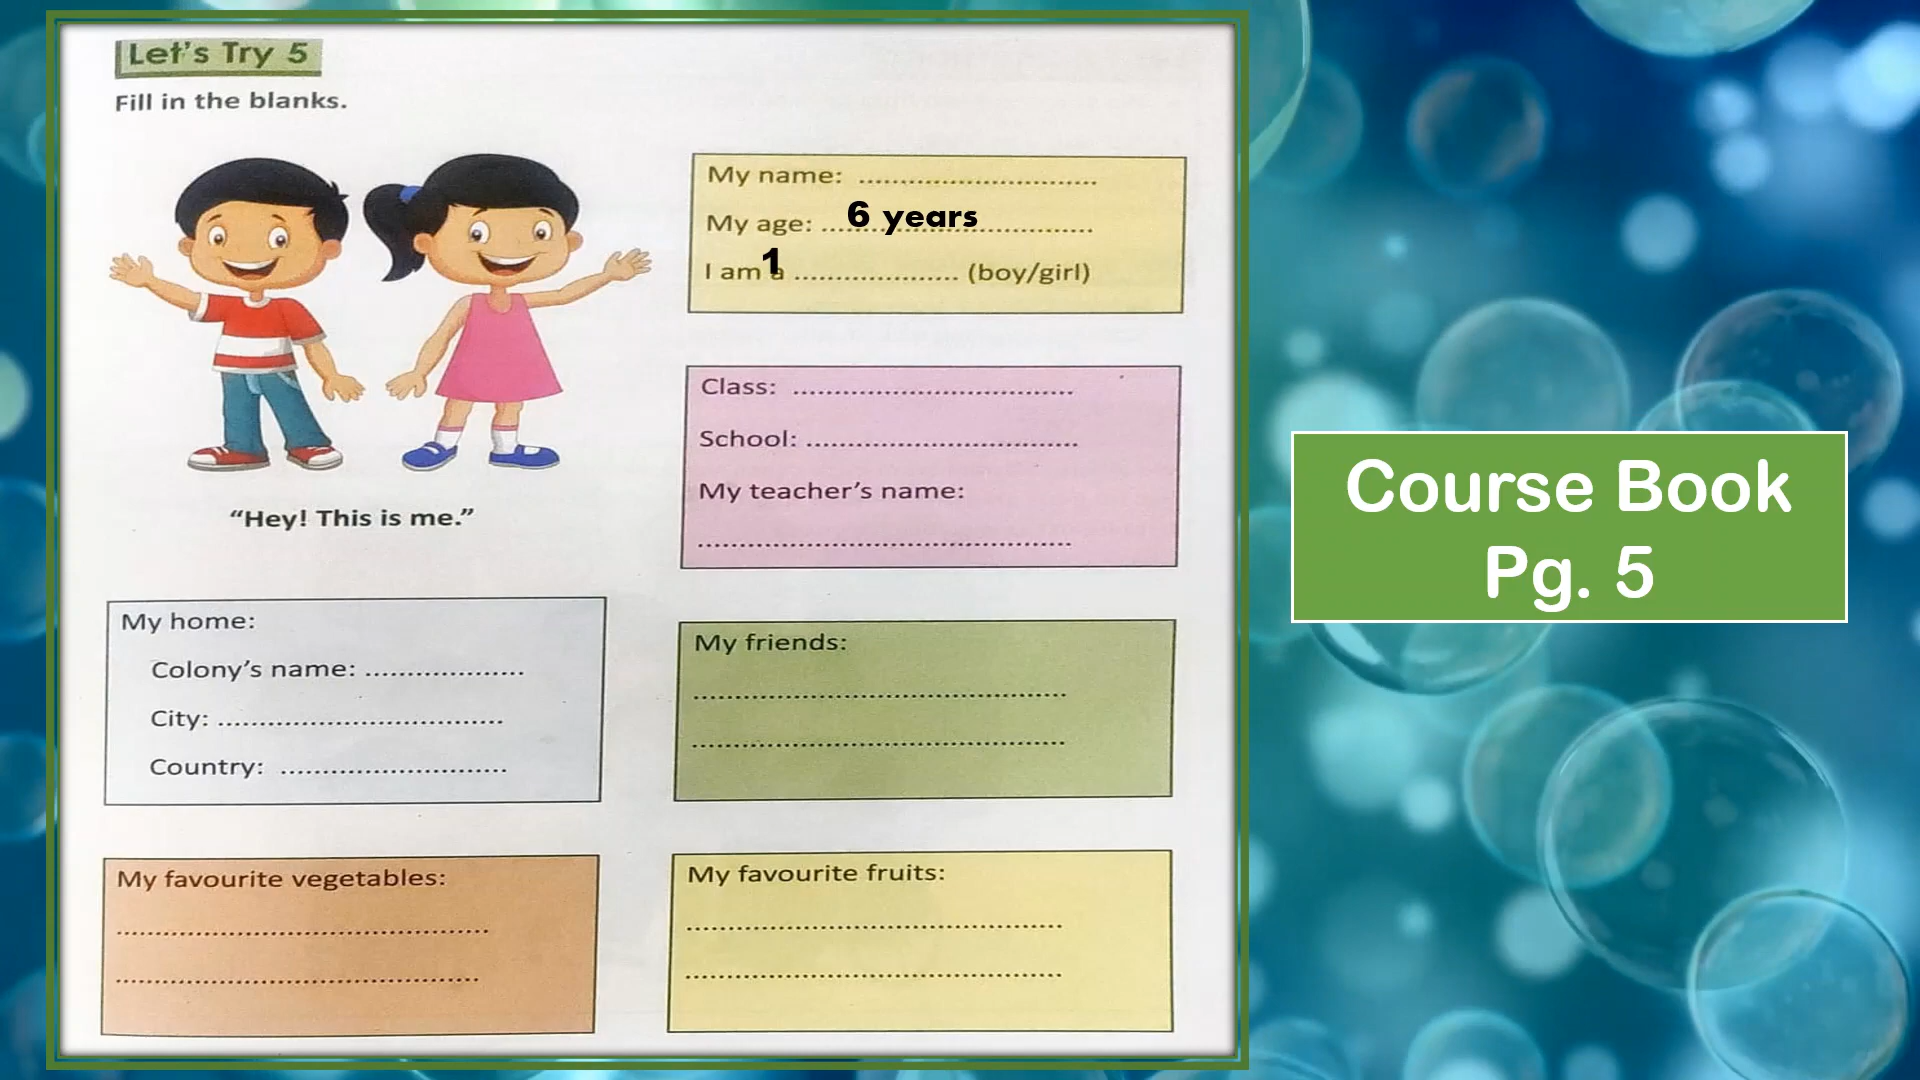 Let's Try 5
Fill in the blanks.
"Hey! This is me."
My name: ..............................
My age: .... 6 years ..............
1
I am a ..................... (boy/girl)
Class: ...................................
School: ..................................
My teacher's name:
...............................................
My home:
Colony's name: ....................
City: ....................................
Country: .............................
My friends:
...............................................
...............................................
My favourite vegetables:
...............................................
..............................................
My favourite fruits:
...............................................
...............................................
Course Book
Pg. 5